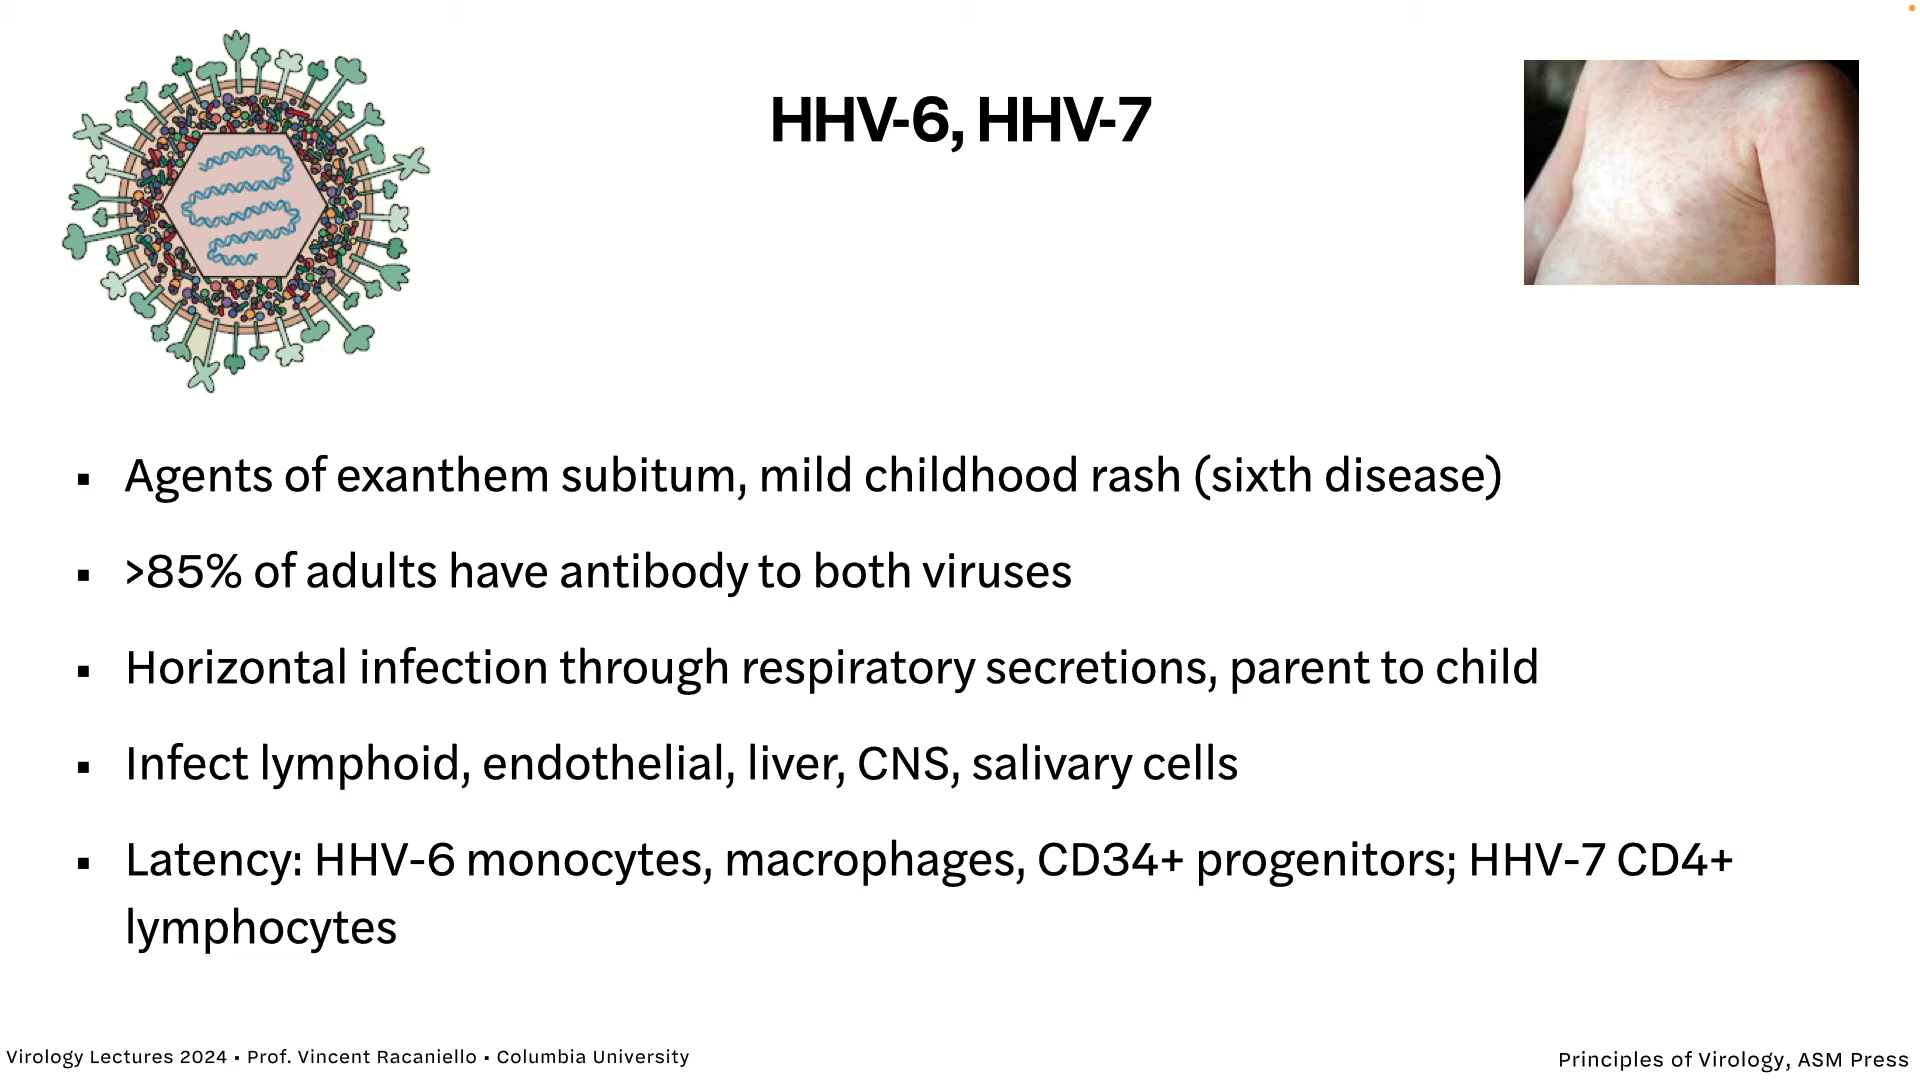 HHV-6, HHV-7
▪ Agents of exanthem subitum, mild childhood rash (sixth disease)
▪ >85% of adults have antibody to both viruses
▪ Horizontal infection through respiratory secretions, parent to child
▪ Infect lymphoid, endothelial, liver, CNS, salivary cells
▪ Latency: HHV-6 monocytes, macrophages, CD34+ progenitors; HHV-7 CD4+
lymphocytes
Virology Lectures 2024 • Prof. Vincent Racaniello • Columbia University
Principles of Virology, ASM Press